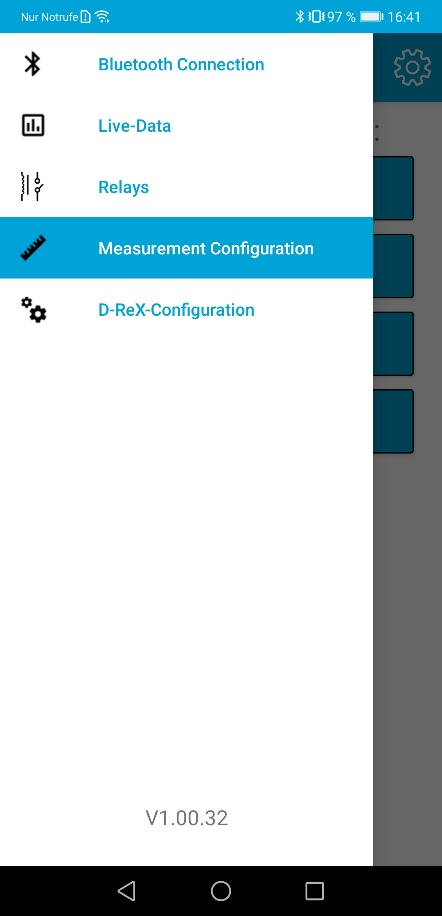 Nur Notrufe 97 % 16:41
Bluetooth Connection
Live-Data
Relays
Measurement Configuration
D-ReX-Configuration
V1.00.32